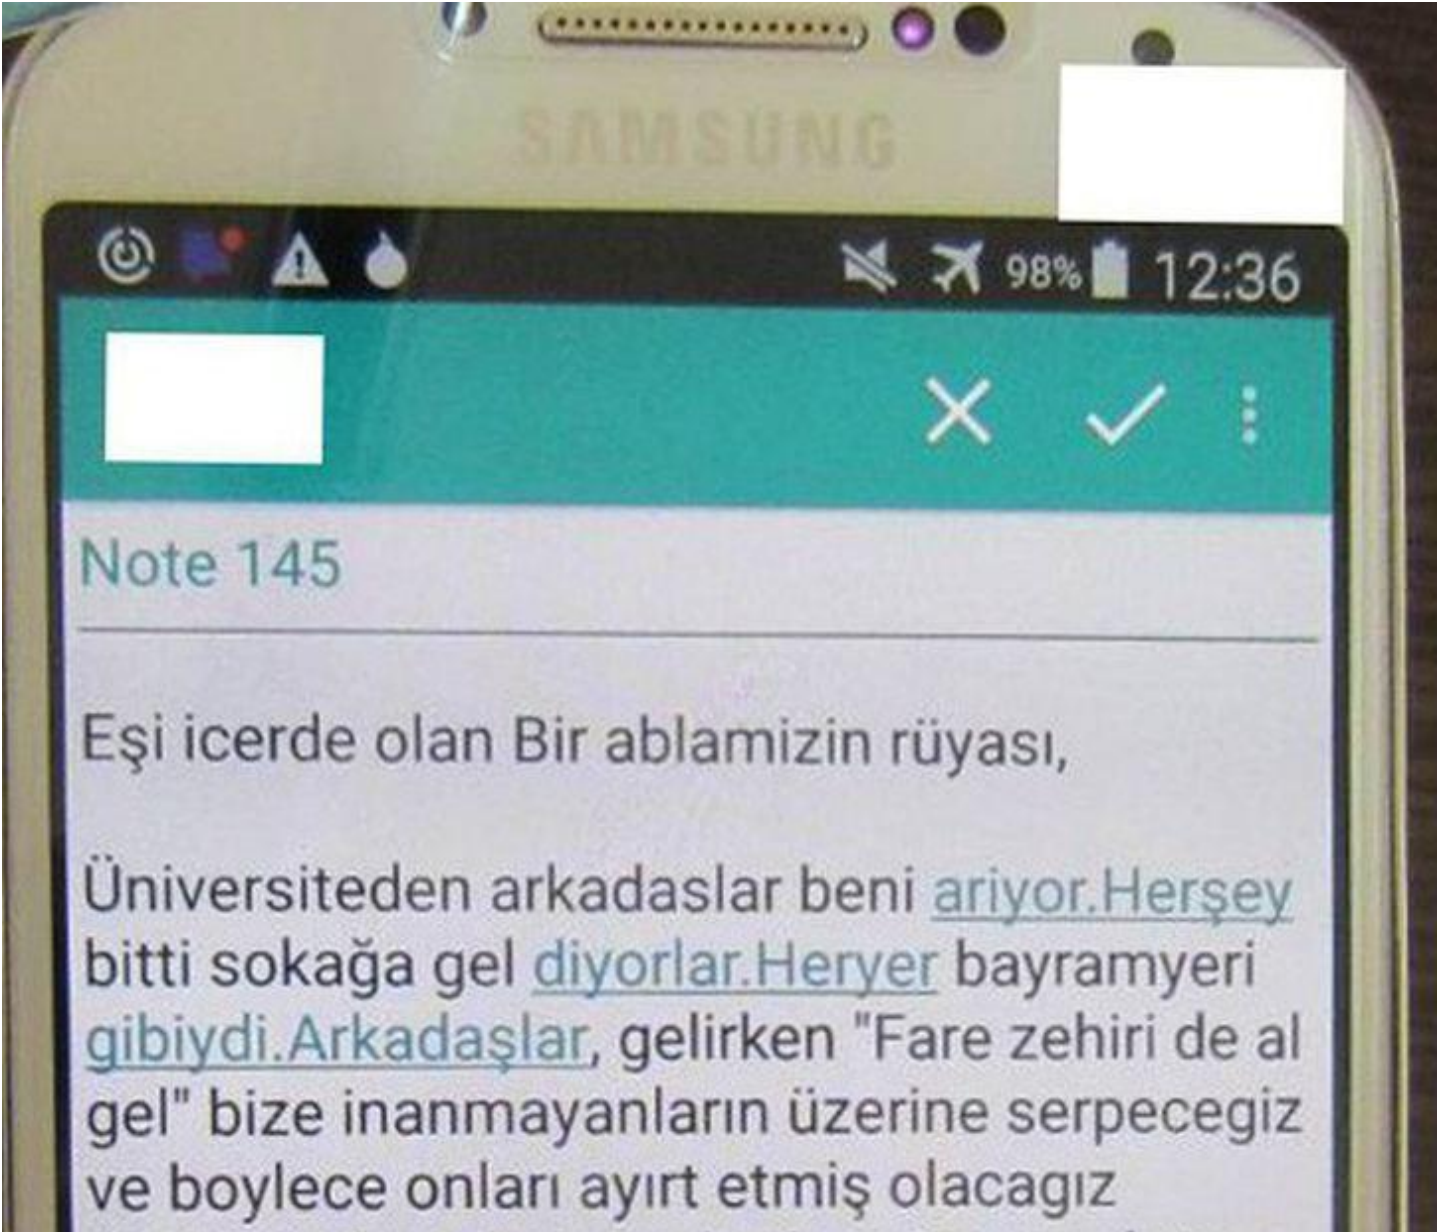 SAMSUNG
98% 12:36
Note 145
Eşi icerde olan Bir ablamizin rüyası,
Üniversiteden arkadaslar beni ariyor.Herşey
bitti sokağa gel diyorlar.Heryer bayramyeri
gibiydi.Arkadaşlar, gelirken "Fare zehiri de al
gel" bize inanmayanların üzerine serpecegiz
ve boylece onları ayırt etmiş olacagız